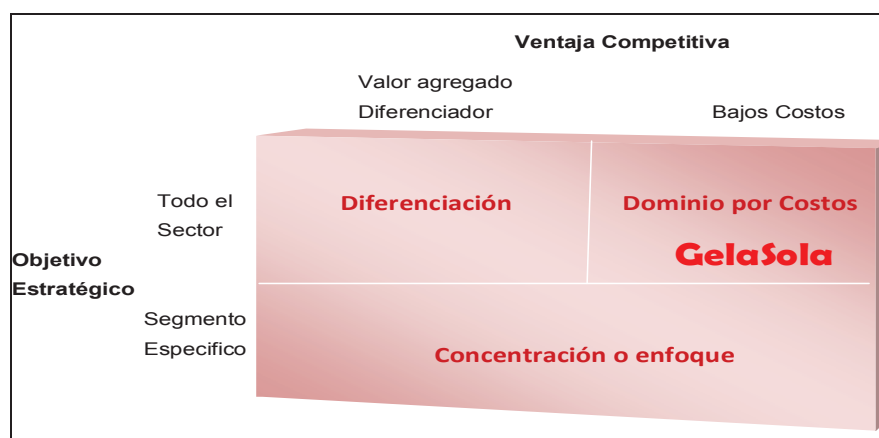 Ventaja Competitiva
Valor agregado
Diferenciador
Bajos Costos
Todo el
Sector
Diferenciación
Dominio por Costos
GelaSola
Objetivo
Estratégico
Segmento
Especifico
Concentración o enfoque